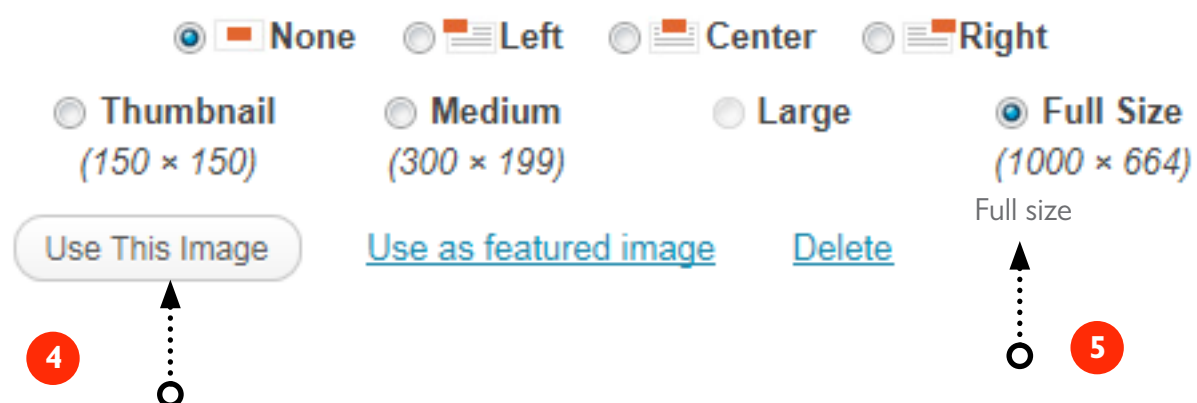 None Left Center Right
Thumbnail Medium Large Full Size
(150 × 150) (300 × 199) (1000 × 664)
Full size
Use This Image Use as featured image Delete
4 5